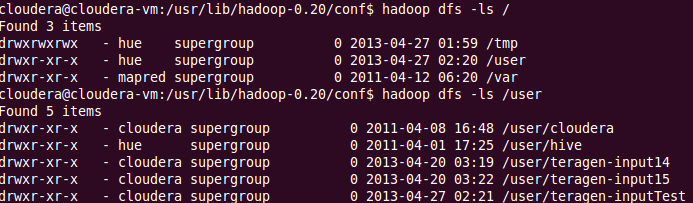 cloudera@cloudera-vm:/usr/lib/hadoop-0.20/conf$ hadoop dfs -ls /
Found 3 items
drwxrwxrwx   - hue    supergroup          0 2013-04-27 01:59 /tmp
drwxr-xr-x   - hue    supergroup          0 2013-04-27 02:20 /user
drwxr-xr-x   - mapred supergroup          0 2011-04-12 06:20 /var
cloudera@cloudera-vm:/usr/lib/hadoop-0.20/conf$ hadoop dfs -ls /user
Found 5 items
drwxr-xr-x   - cloudera supergroup          0 2011-04-08 16:48 /user/cloudera
drwxr-xr-x   - hue      supergroup          0 2011-04-01 17:25 /user/hive
drwxr-xr-x   - cloudera supergroup          0 2013-04-20 03:19 /user/teragen-input14
drwxr-xr-x   - cloudera supergroup          0 2013-04-20 03:22 /user/teragen-input15
drwxr-xr-x   - cloudera supergroup          0 2013-04-27 02:21 /user/teragen-inputTest